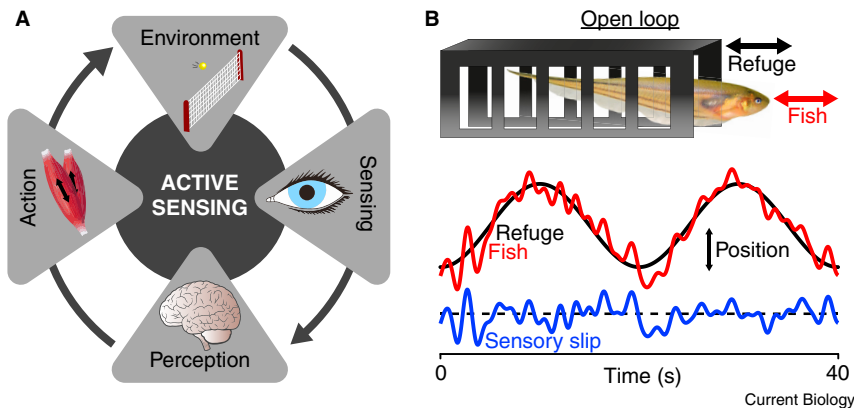 A
Environment
Sensing
Action
ACTIVE
SENSING
Perception
B
Open loop
Refuge
Fish
Refuge
Fish
Position
Sensory slip
0
40
Time (s)
Current Biology